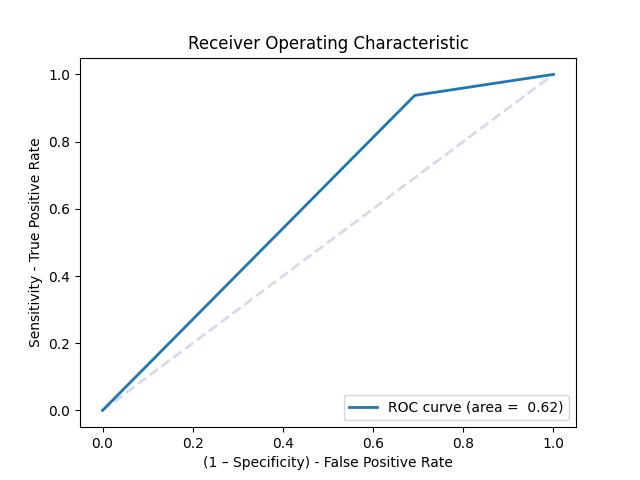 Receiver Operating Characteristic
1.0
0.8
0.6
0.4
0.2
0.0
Sensitivity - True Positive Rate
ROC curve (area =  0.62)
0.0 0.2 0.4 0.6 0.8 1.0
(1 – Specificity) - False Positive Rate